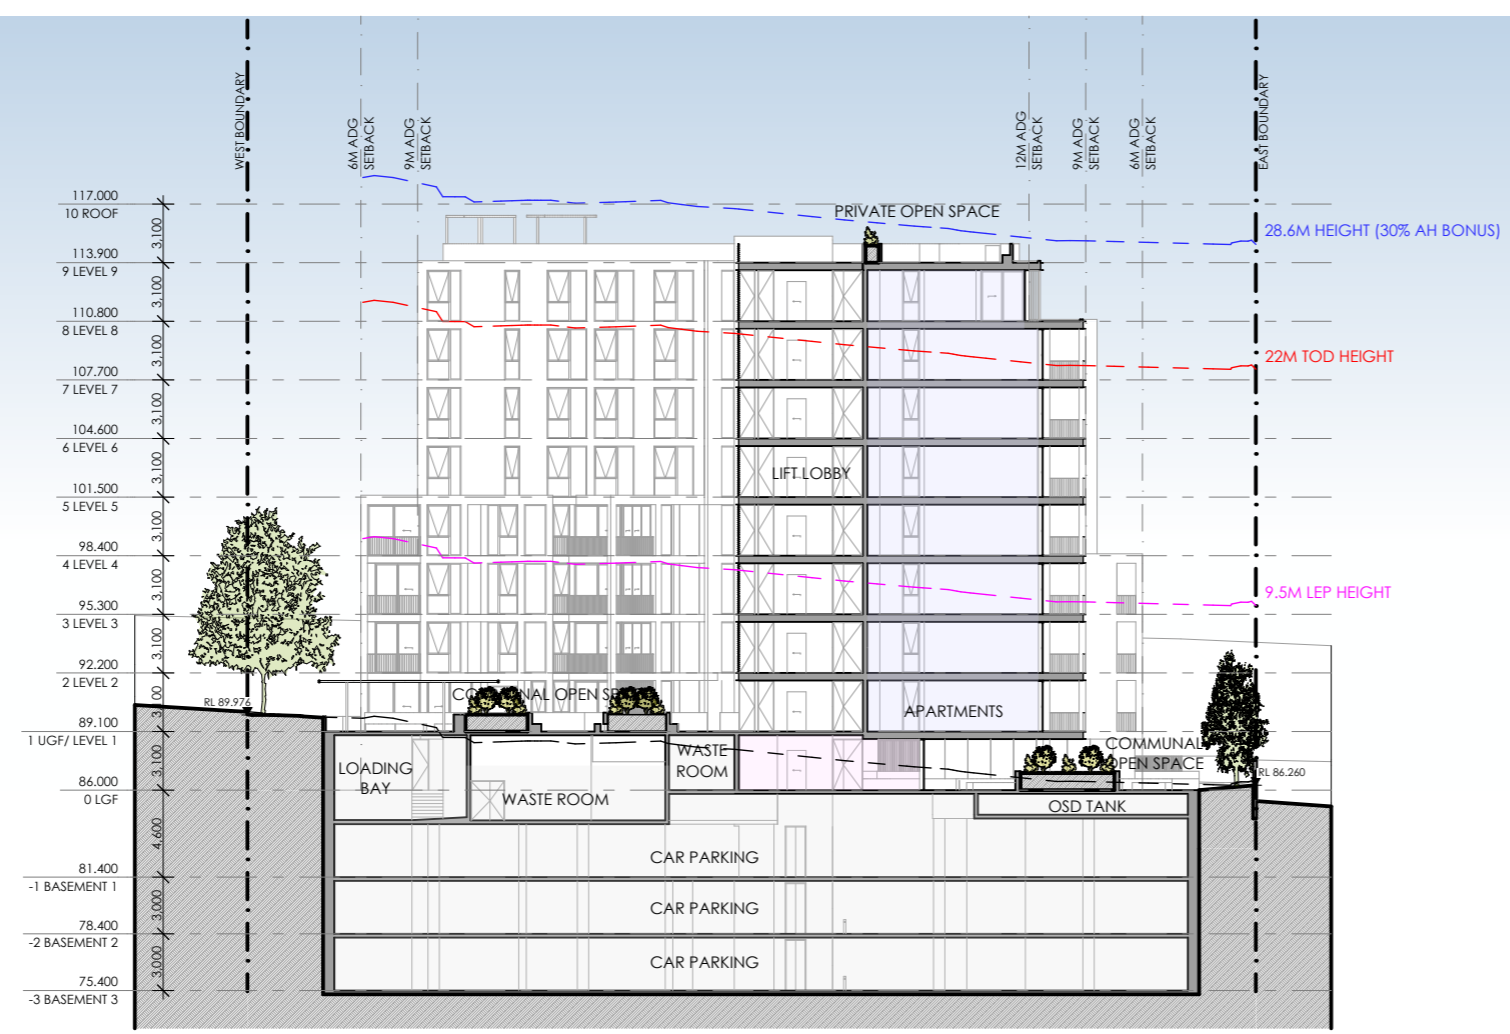 WEST BOUNDARY
6M ADG
SETBACK
9M ADG
SETBACK
12M ADG
SETBACK
9M ADG
SETBACK
6M ADG
SETBACK
EAST BOUNDARY
117.000
10 ROOF
3,100
113.900
9 LEVEL 9
3,100
110.800
8 LEVEL 8
3,100
107.700
7 LEVEL 7
3,100
104.600
6 LEVEL 6
3,100
101.500
5 LEVEL 5
3,100
98.400
4 LEVEL 4
3,100
95.300
3 LEVEL 3
3,100
92.200
2 LEVEL 2
3,100
89.100
1 UGF/ LEVEL 1
3,100
86.000
0 LGF
4,600
81.400
-1 BASEMENT 1
3,000
78.400
-2 BASEMENT 2
3,000
75.400
-3 BASEMENT 3
PRIVATE OPEN SPACE
28.6M HEIGHT (30% AH BONUS)
22M TOD HEIGHT
LIFT LOBBY
9.5M LEP HEIGHT
RL 89.976
OPEN
APARTMENTS
LOADING
BAY
WASTE ROOM
WASTE
ROOM
COMMUNAL
OPEN SPACE
RL 86.260
OSD TANK
CAR PARKING
CAR PARKING
CAR PARKING